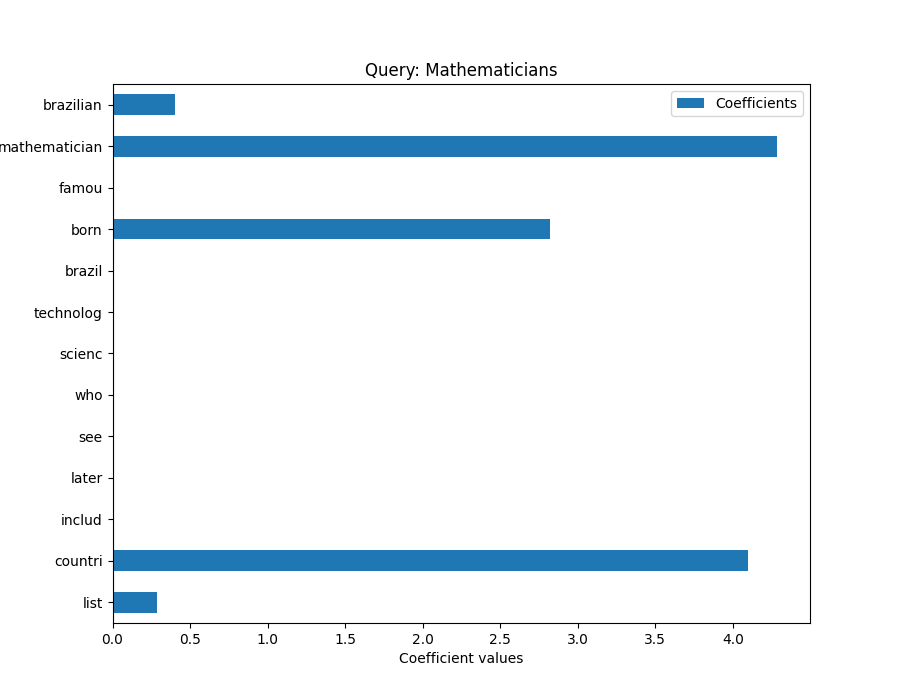 Query: Mathematicians
Coefficients
brazilian
mathematician
famou
born
brazil
technolog
scienc
who
see
later
includ
countri
list
0.0 0.5 1.0 1.5 2.0 2.5 3.0 3.5 4.0
Coefficient values